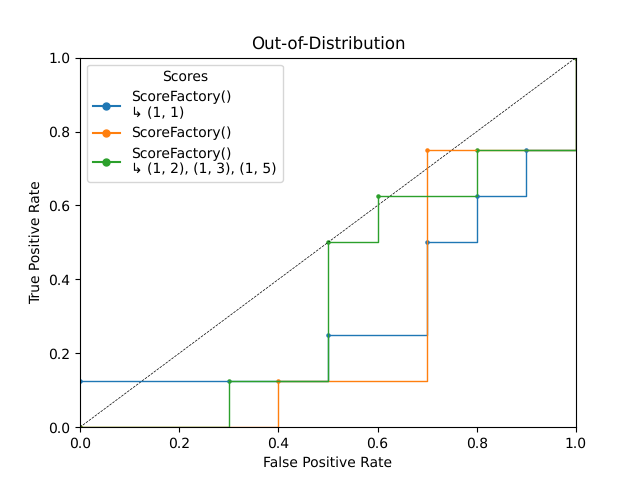 Out-of-Distribution
Scores
ScoreFactory()
↳ (1, 1)
ScoreFactory()
ScoreFactory()
↳ (1, 2), (1, 3), (1, 5)
True Positive Rate
1.0
0.8
0.6
0.4
0.2
0.0
0.0 0.2 0.4 0.6 0.8 1.0
False Positive Rate